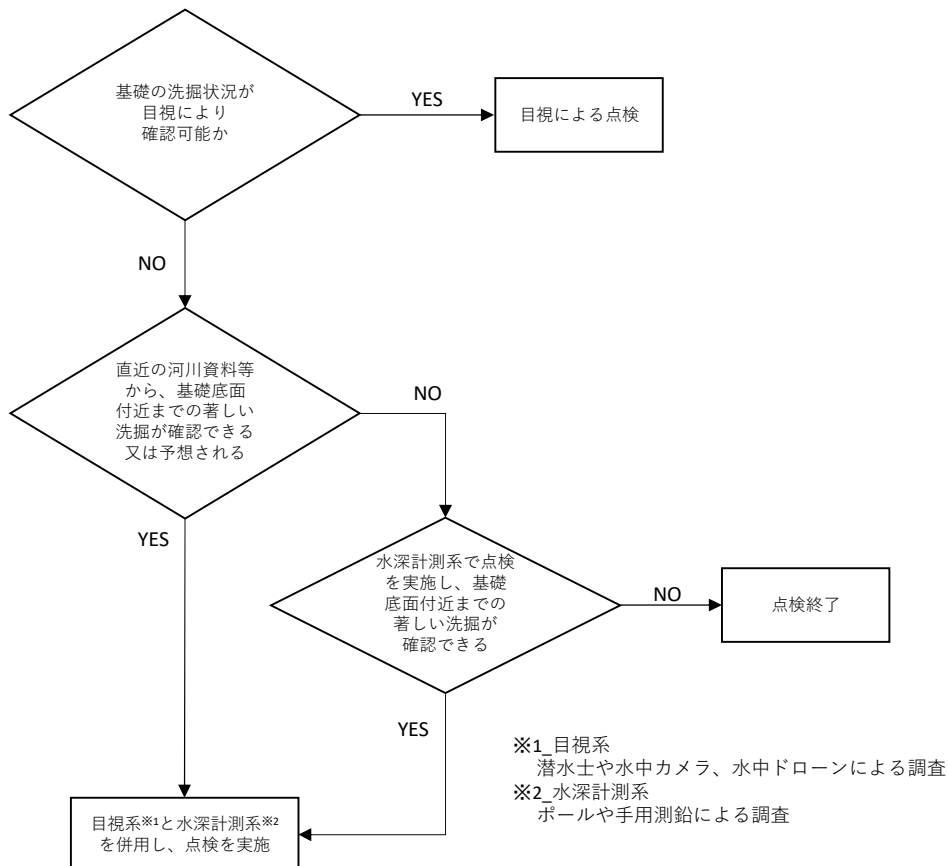 基礎の洗掘状況が
目視により
確認可能か
YES
目視による点検
NO
直近の河川資料等
から、基礎底面
付近までの著しい
洗掘が確認できる
又は予想される
NO
YES
水深計測系で点検
を実施し、基礎
底面付近までの
著しい洗掘が
確認できる
NO
点検終了
YES
※1_目視系
潜水士や水中カメラ、水中ドローンによる調査
※2_水深計測系
ポールや手用測鉛による調査
目視系※1と水深計測系※2
を併用し、点検を実施